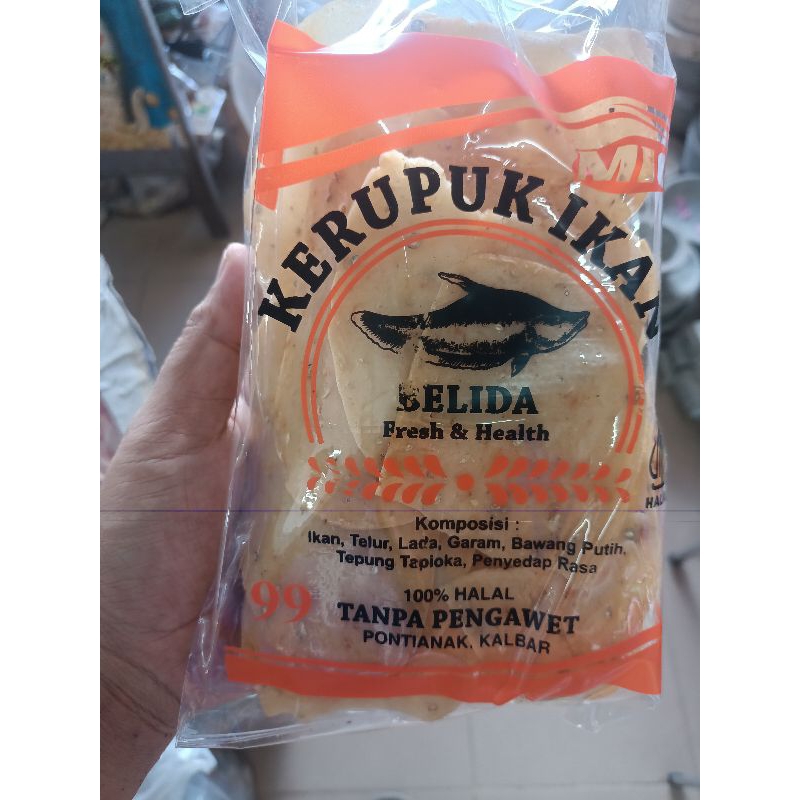 KERUPUK IKAN
BELIDA
Fresh & Health
Komposisi :
Ikan, Telur, Lada, Garam, Bawang Putih,
Tepung Tapioka, Penyedap Rasa
99
100% HALAL
TANPA PENGAWET
PONTIANAK, KALBAR